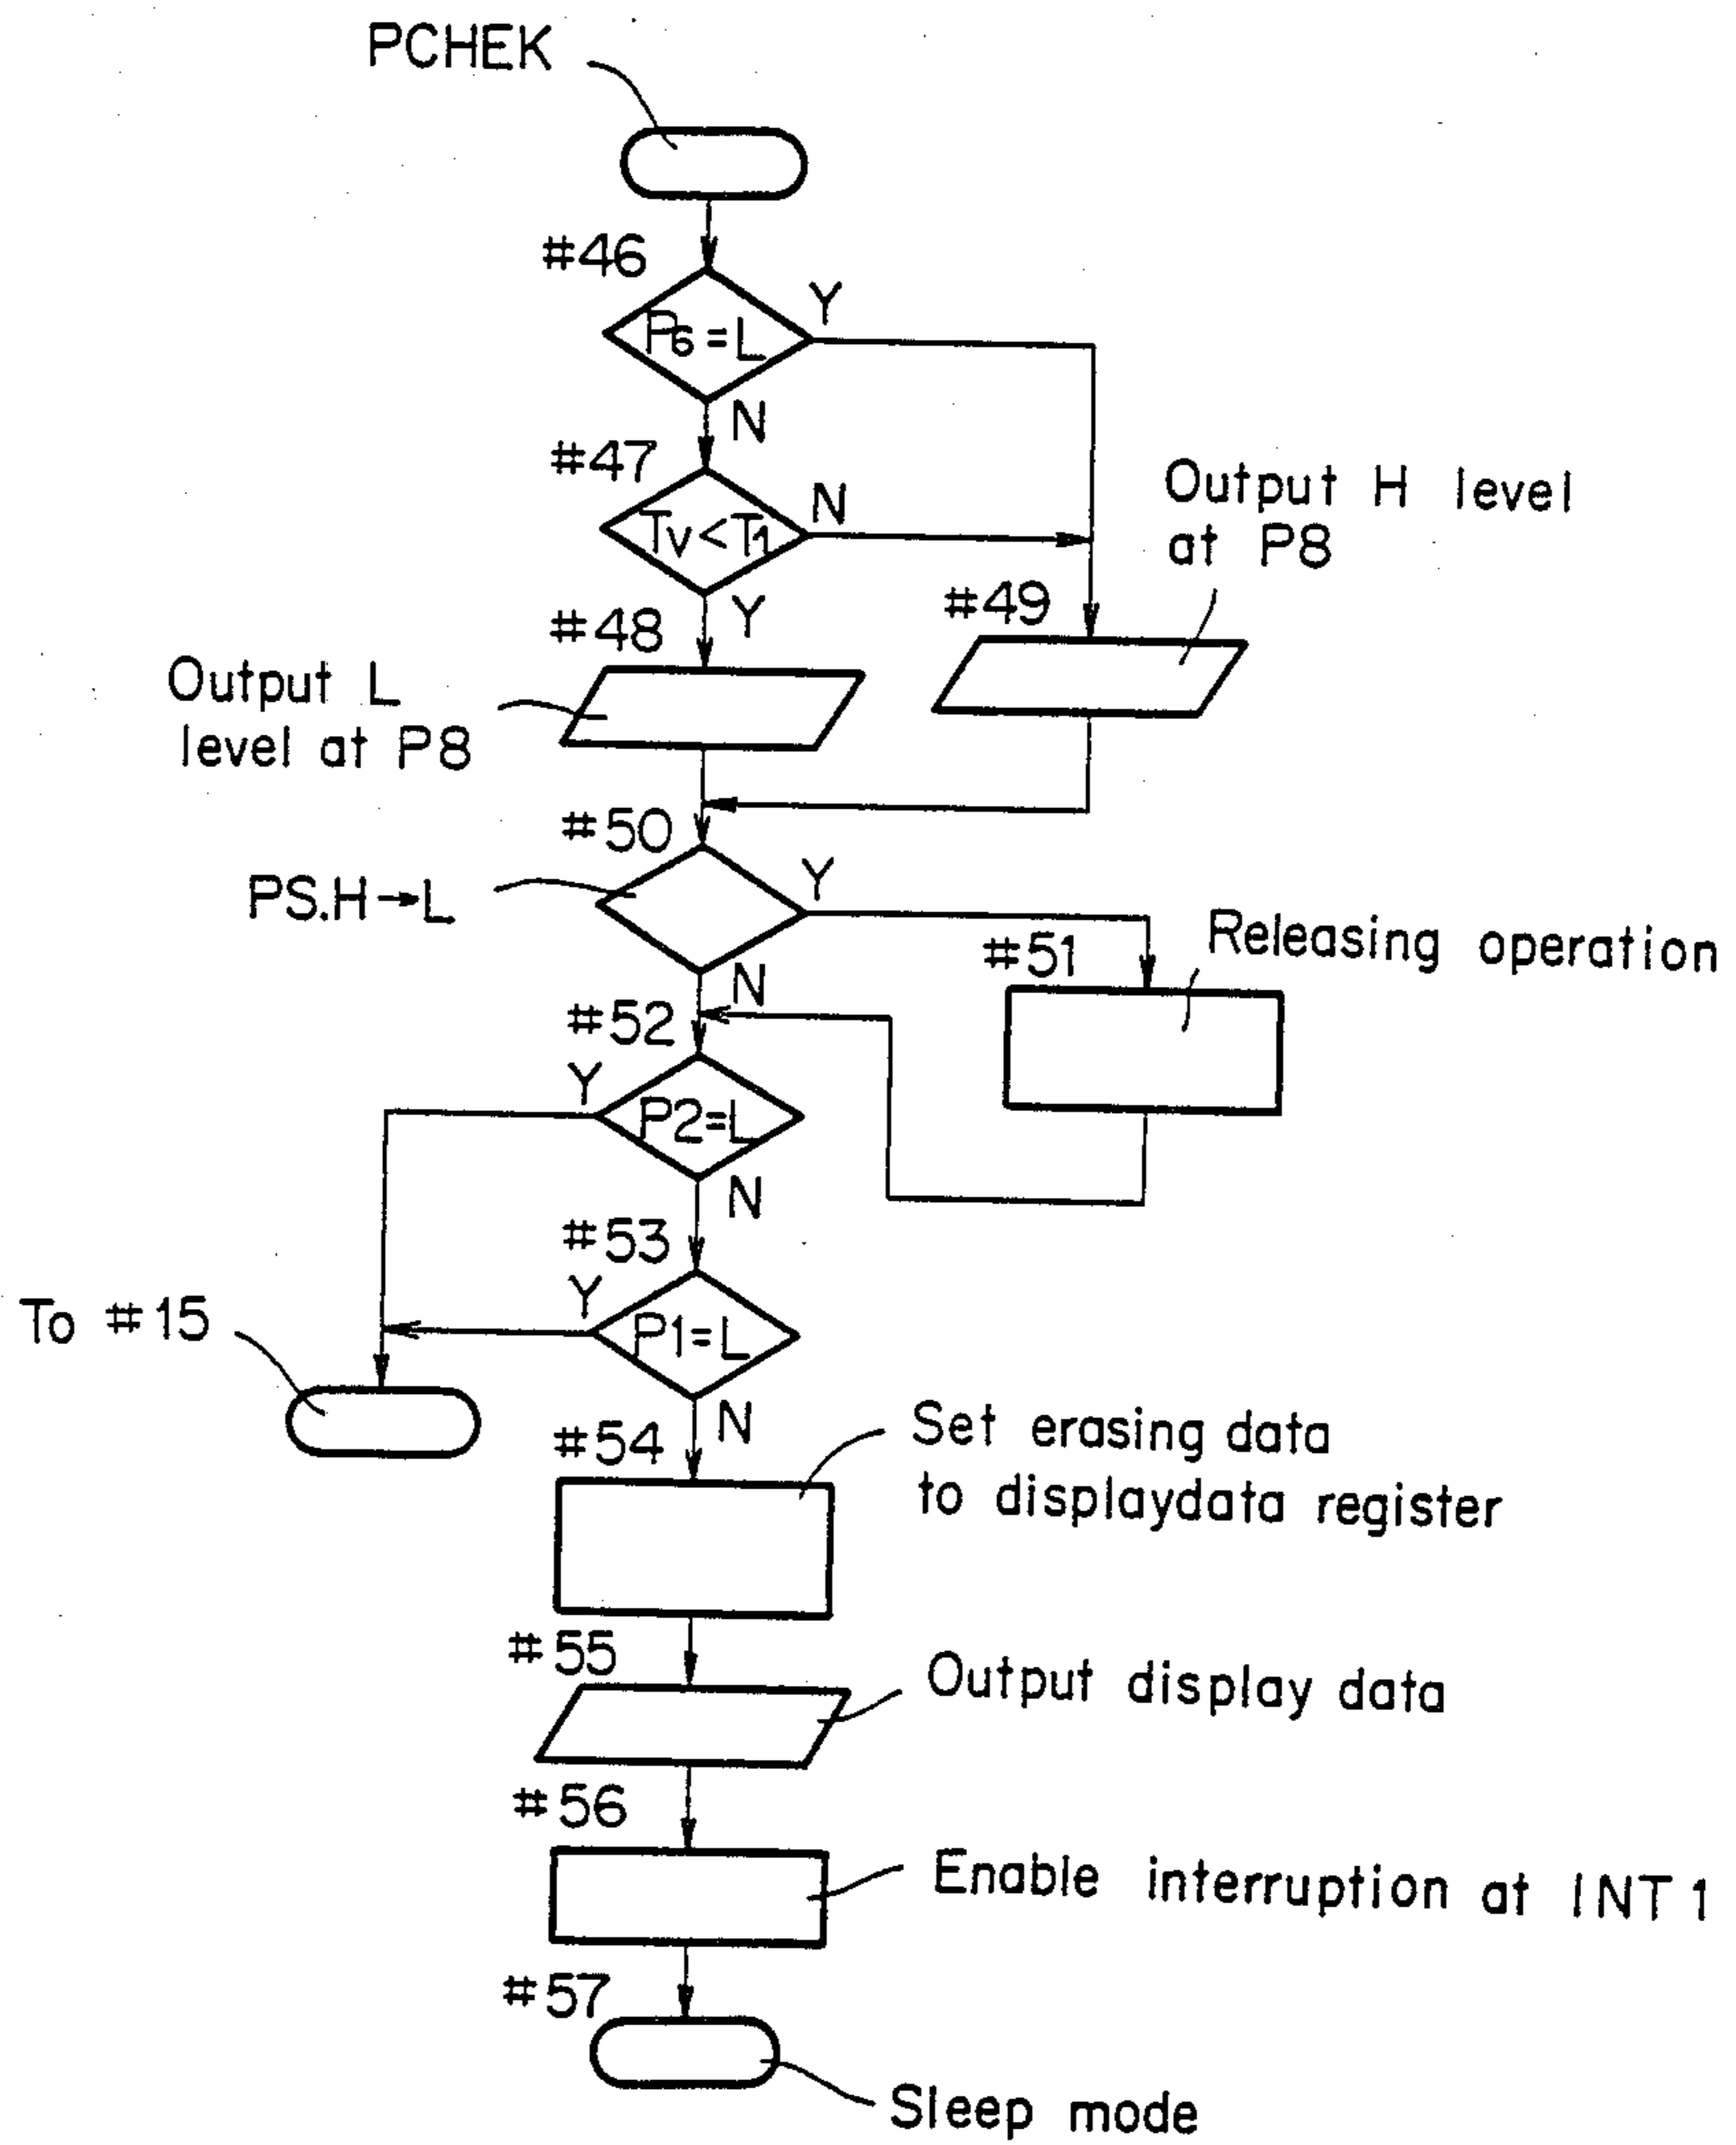 PCHEK
#46
P6=L
Y
N
#47
Tv<T1
N
Y
Output H level
at P8
#48
#49
Output L
level at P8
#50
PS.H→L
Y
N
#51
Releasing operation
#52
Y
P2=L
N
#53
Y
P1=L
N
To #15
#54
Set erasing data
to displaydata register
#55
Output display data
#56
Enable interruption at INT1
#57
Sleep mode